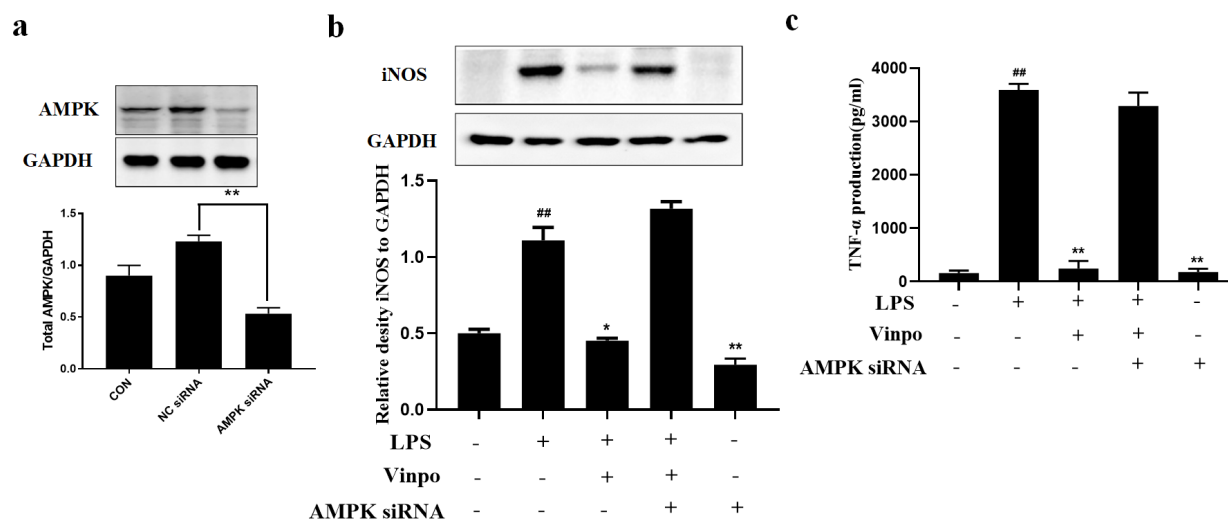 a
AMPK
GAPDH
**
Total AMPK/GAPDH
1.5
1.0
0.5
0.0
CON
NC siRNA
AMPK siRNA
b
iNOS
GAPDH
Relative desity iNOS to GAPDH
1.5
1.0
0.5
0.0
##
*
**
LPS - + + + -
Vinpo - - + + -
AMPK siRNA - - - + +
c
TNF-α production(pg/ml)
4000
3000
2000
1000
0
##
**
**
LPS - + + + -
Vinpo - - + + -
AMPK siRNA - - - + +